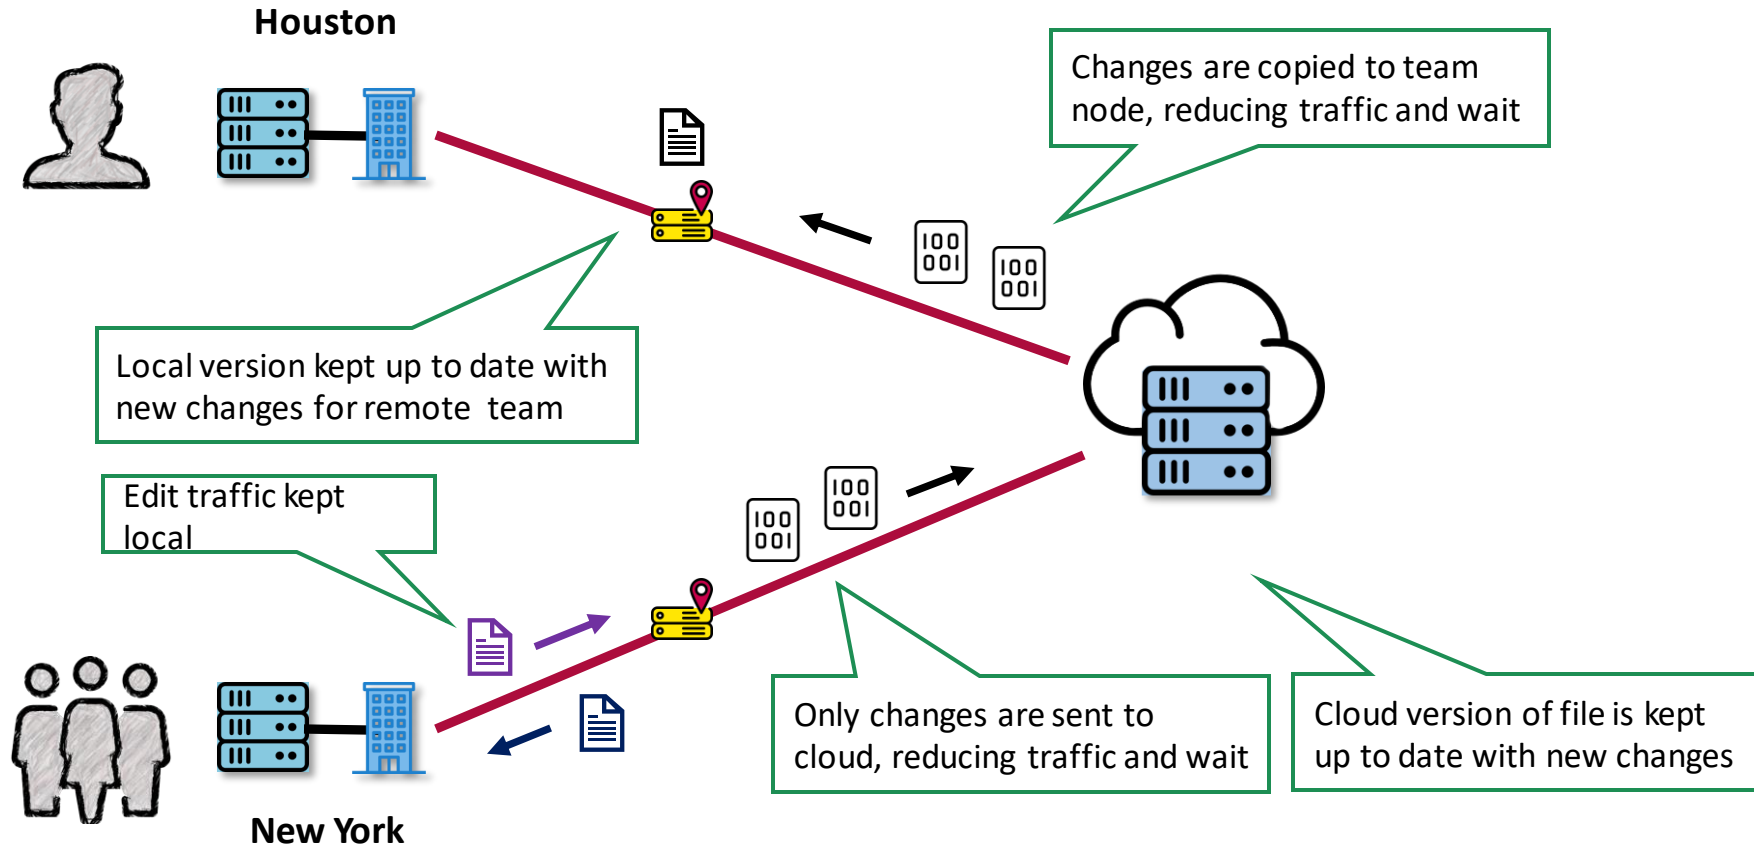 Houston
Changes are copied to team
node, reducing traffic and wait
100
001
100
001
Local version kept up to date with
new changes for remote team
Edit traffic kept
local
100
001
100
001
Only changes are sent to
cloud, reducing traffic and wait
Cloud version of file is kept
up to date with new changes
New York